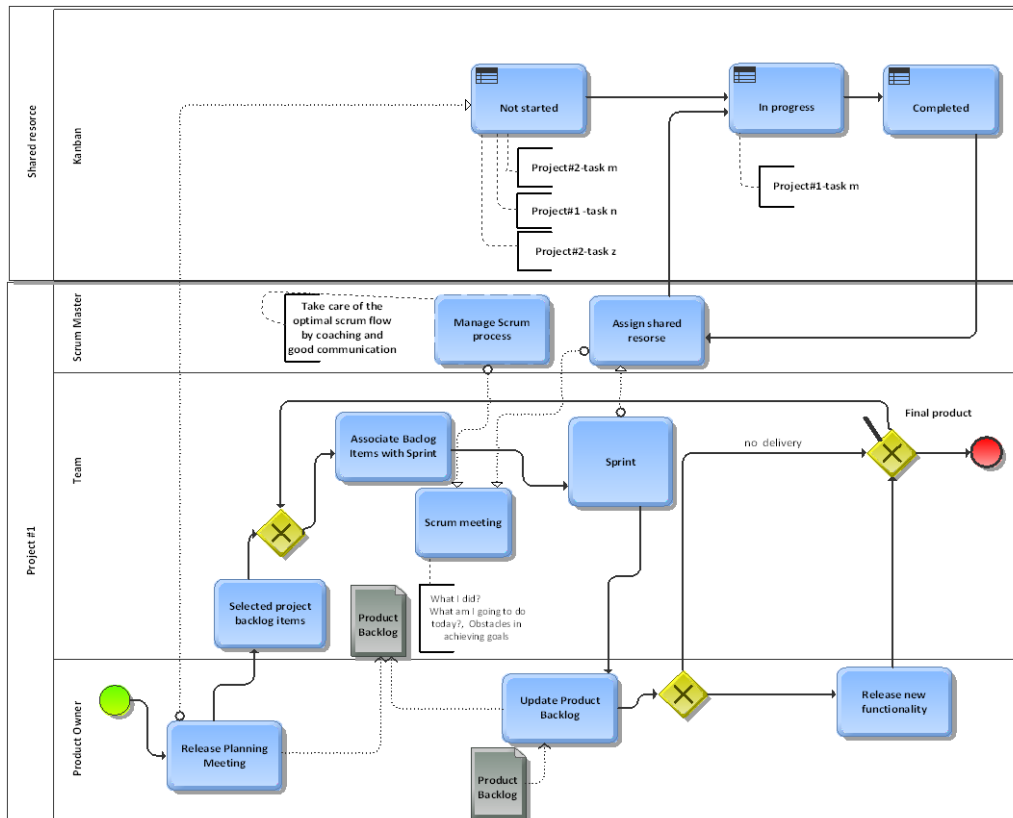 Shared resorce
Kanban
Not started
In progress
Completed
Project#2-task m
Project#1 -task n
Project#2-task z
Project#1-task m
Project #1
Scrum Master
Take care of the
optimal scrum flow
by coaching and
good communication
Manage Scrum
process
Assign shared
resorse
Team
Associate Baclog
Items with Sprint
Sprint
no delivery
Final product
Scrum meeting
Selected project
backlog items
Product
Backlog
What I did?
What am I going to do
today?, Obstacles in
achieving goals
Product Owner
Release Planning
Meeting
Update Product
Backlog
Release new
functionality
Product
Backlog